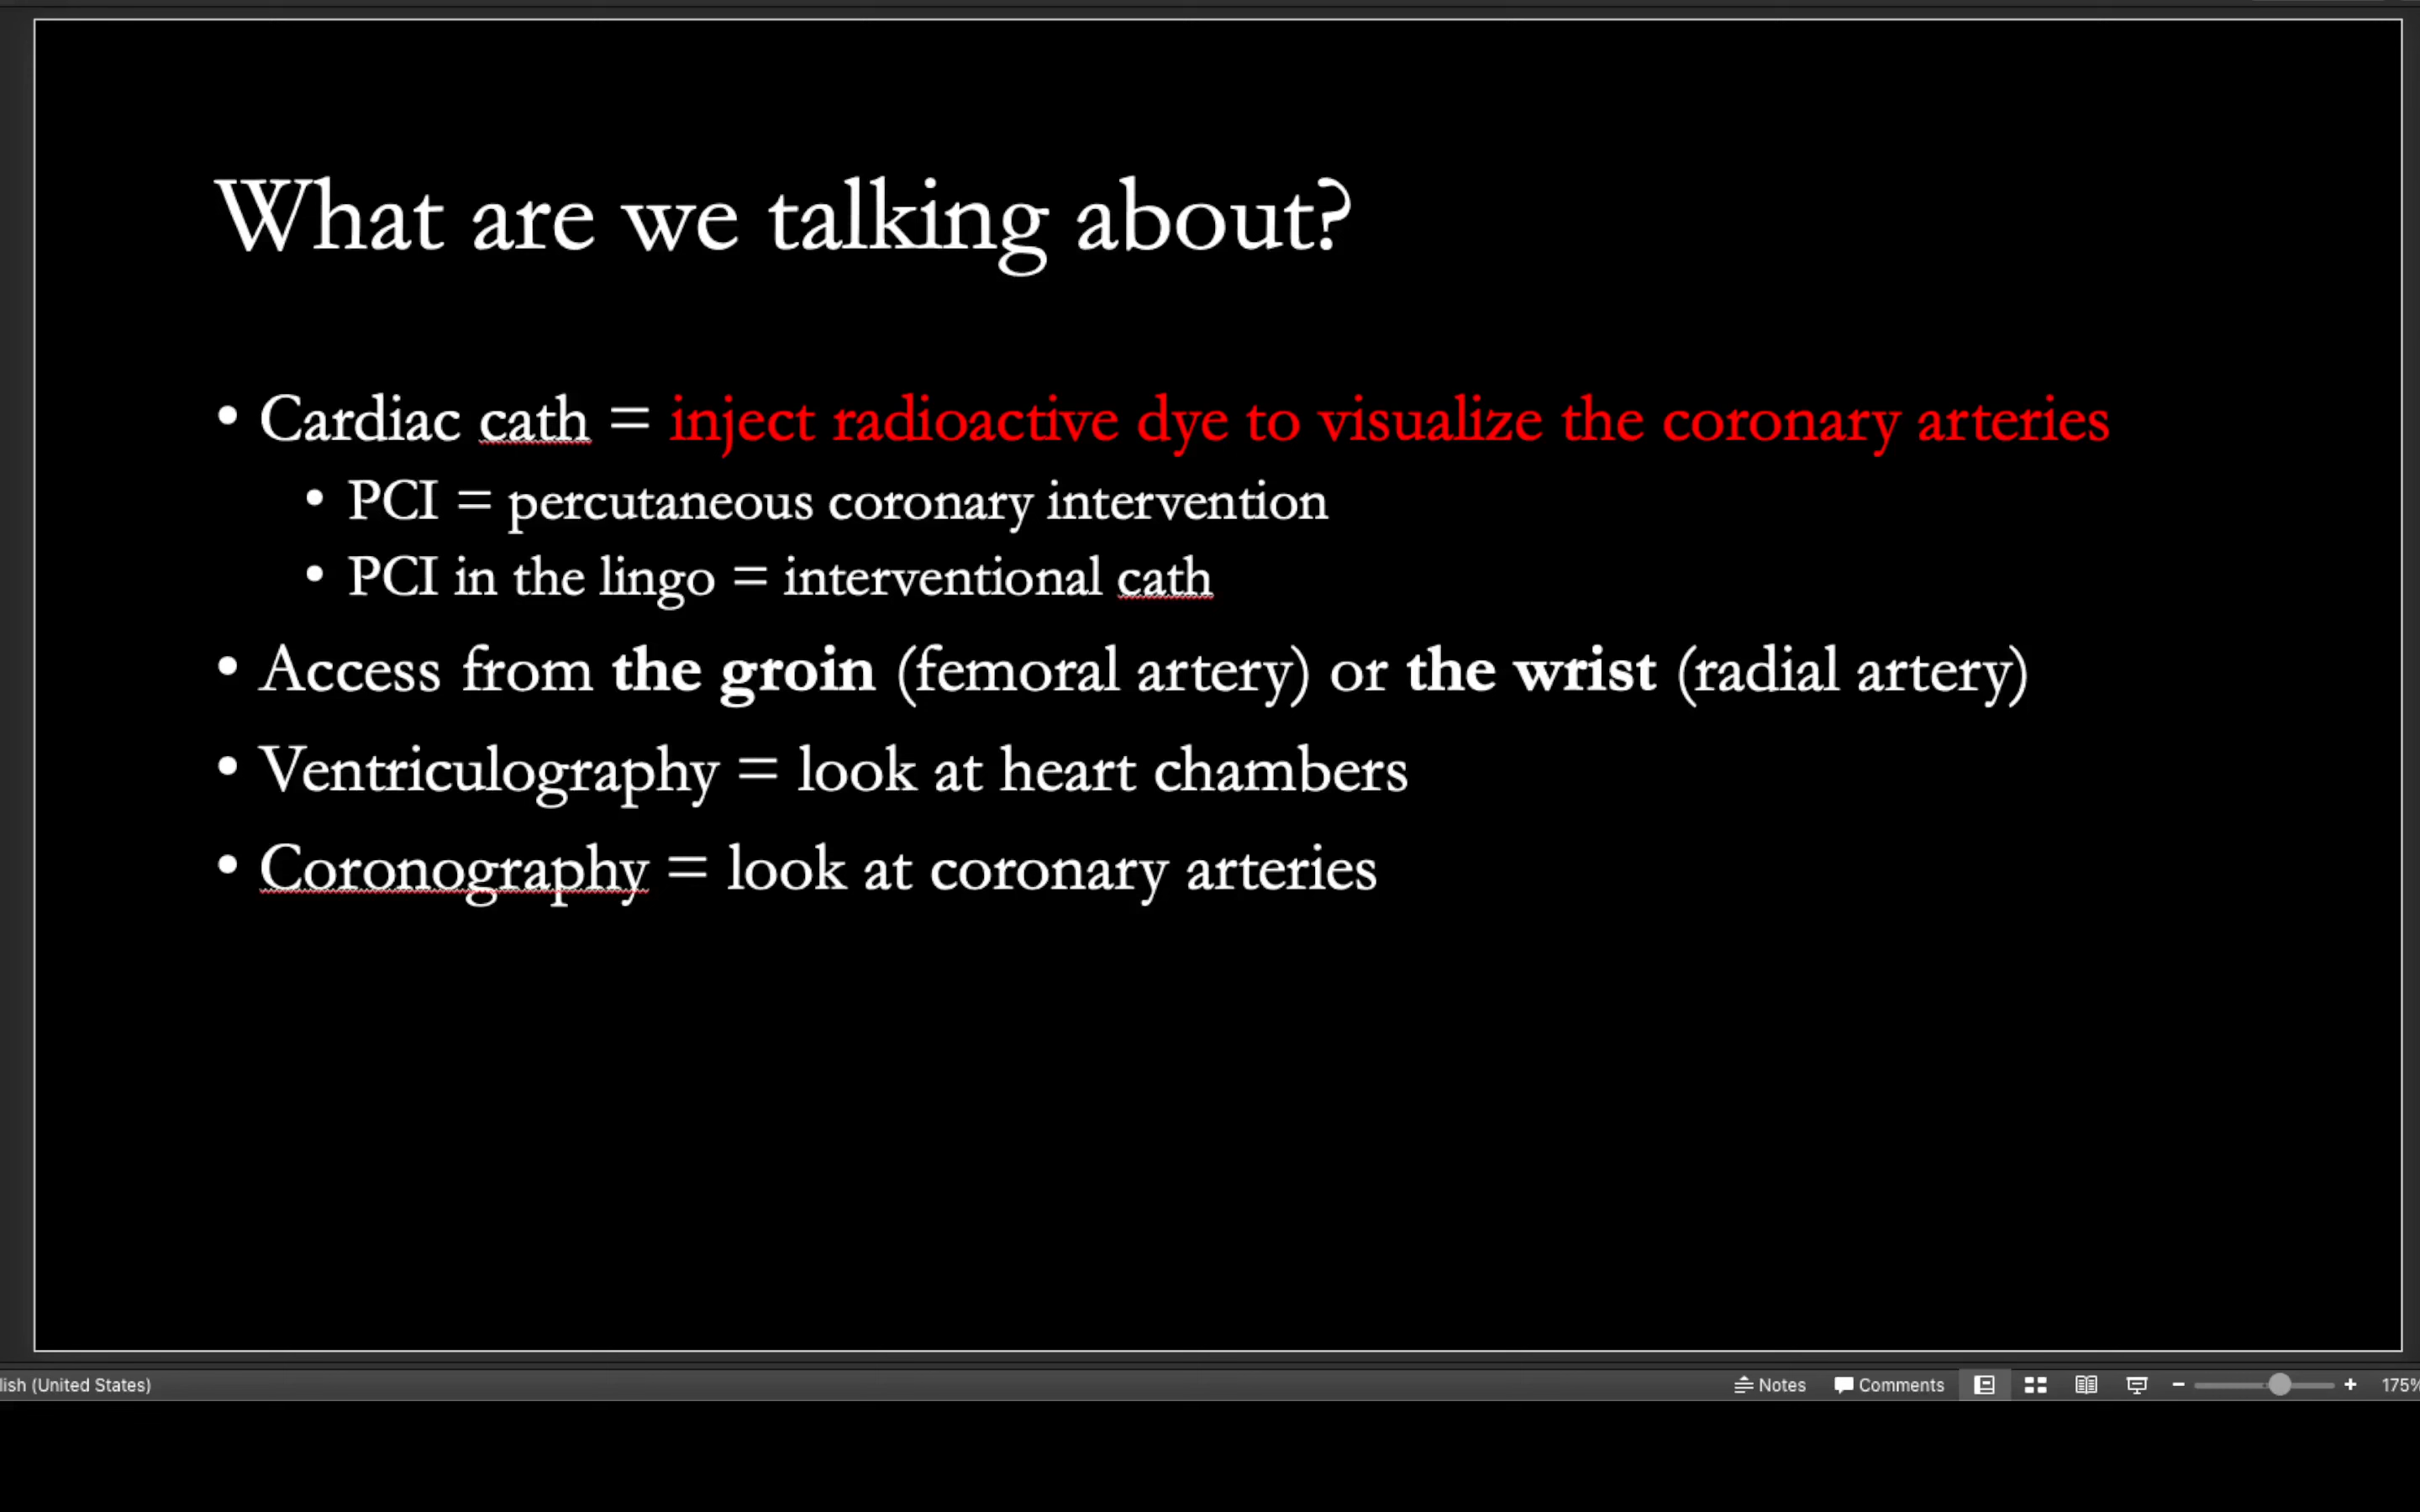 What are we talking about?
• Cardiac cath = inject radioactive dye to visualize the coronary arteries
• PCI = percutaneous coronary intervention
• PCI in the lingo = interventional cath
• Access from the groin (femoral artery) or the wrist (radial artery)
• Ventriculography = look at heart chambers
• Coronography = look at coronary arteries
lish (United States) Notes Comments 175%